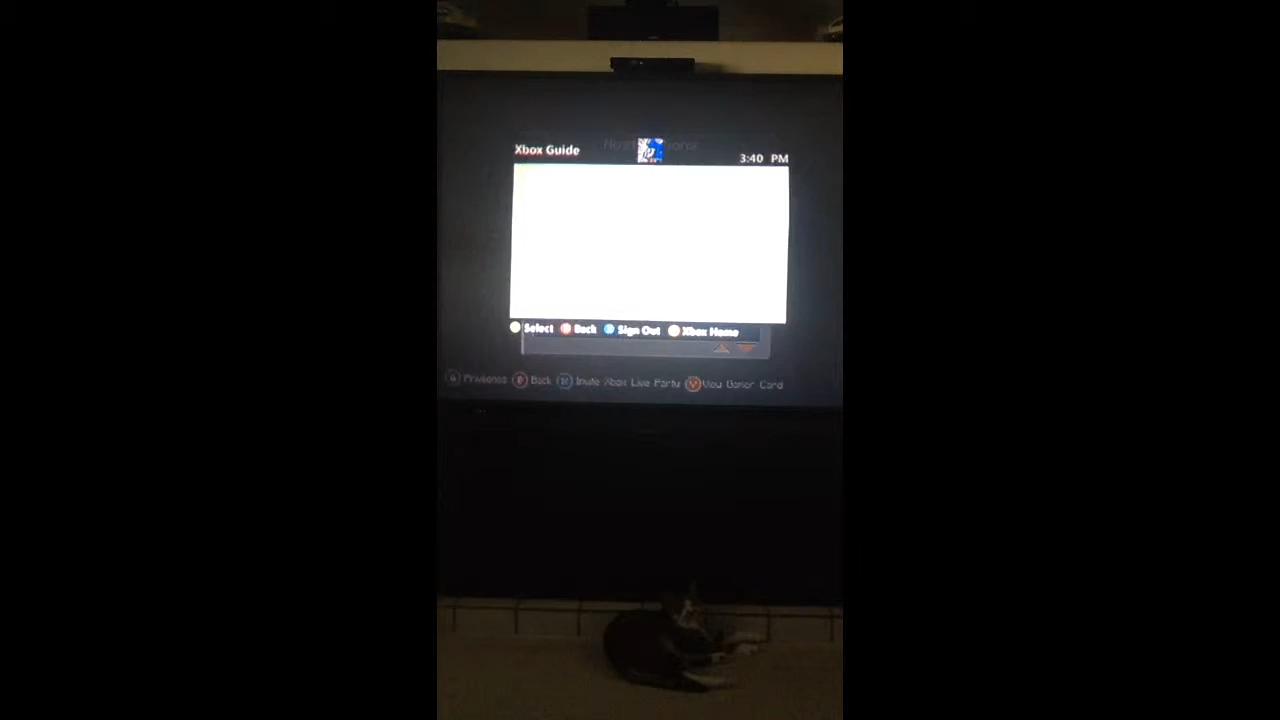 Xbox Guide
3:40 PM
Select Back Sign Out Xbox Home
Back Invite Xbox Live Party View Gamer Card